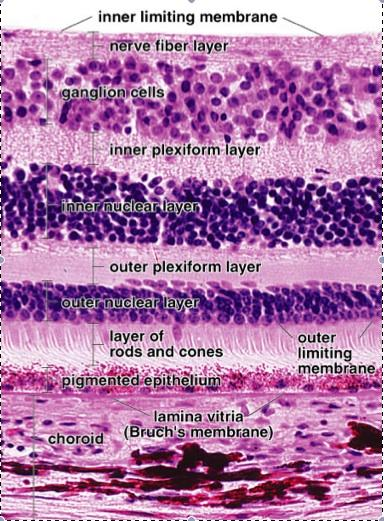 inner limiting membrane
nerve fiber layer
ganglion cells
inner plexiform layer
inner nuclear layer
outer plexiform layer
outer nuclear layer
layer of
rods and cones
outer
limiting
membrane
pigmented epithelium
lamina vitria
(Bruch's membrane)
choroid